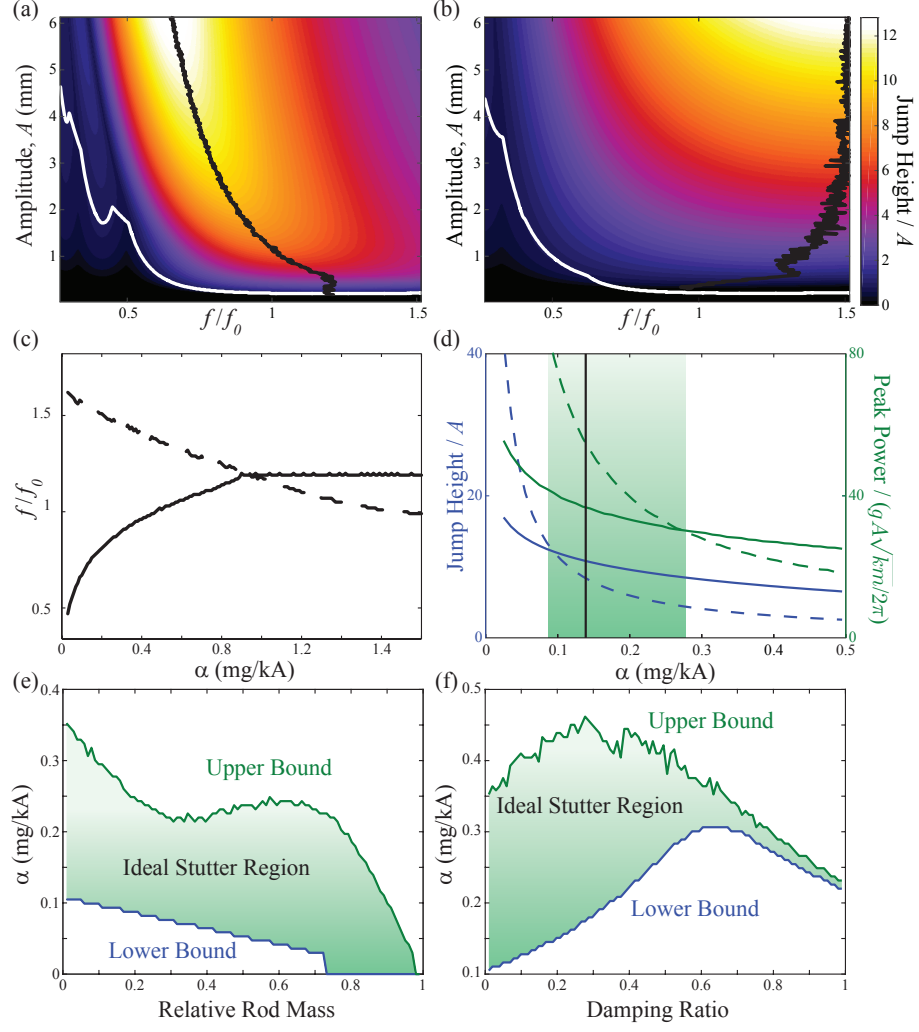 (a)
(b)
Amplitude, A (mm)
6
5
4
3
2
1
0.5
1
1.5
f/f0
Amplitude, A (mm)
6
5
4
3
2
1
0.5
1
1.5
f/f0
12
10
8
6
4
2
0
Jump Height / A
(c)
f/f0
1.5
1
0.5
0
0.4
0.8
1.2
1.4
α (mg/kA)
(d)
Jump Height / A
40
20
0
80
40
0
0.1
0.2
0.3
0.4
0.5
α (mg/kA)
Peak Power / (gA√km/2π)
(e)
α (mg/kA)
0.4
0.3
0.2
0.1
0
Upper Bound
Ideal Stutter Region
Lower Bound
0
0.2
0.4
0.6
0.8
1
Relative Rod Mass
(f)
α (mg/kA)
0.5
0.4
0.3
0.2
0.1
Upper Bound
Ideal Stutter Region
Lower Bound
0
0.2
0.4
0.6
0.8
1
Damping Ratio